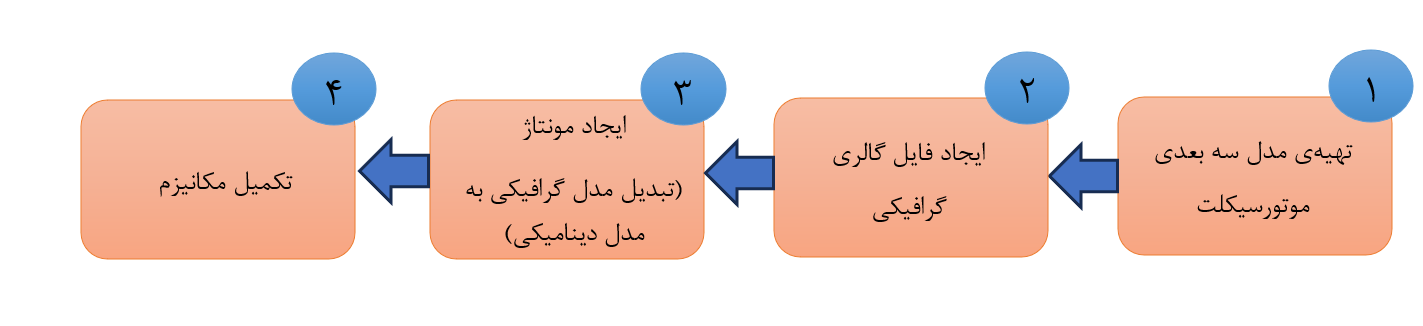 ۱
تهیه‌ی مدل سه بعدی
موتورسیکلت
۲
ایجاد فایل گالری
گرافیکی
۳
ایجاد مونتاژ
(تبدیل مدل گرافیکی به
مدل دینامیکی)
۴
تکمیل مکانیزم